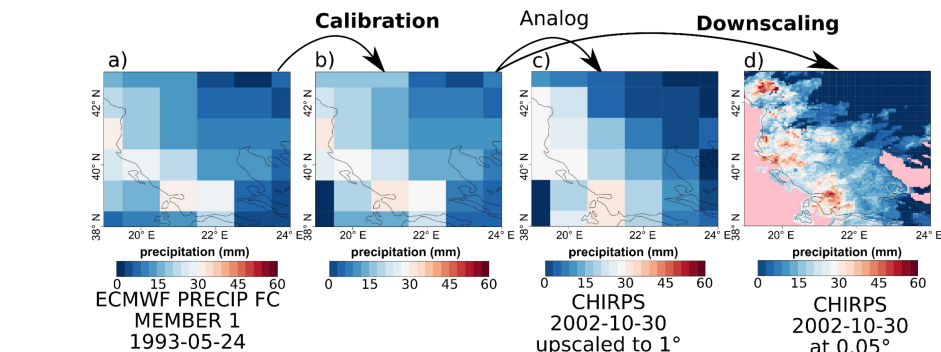 Calibration
Analog
Downscaling
a)
b)
c)
d)
42° N
40° N
38° N
20° E
22° E
24° E
42° N
40° N
38° N
20° E
22° E
24° E
42° N
40° N
38° N
20° E
22° E
24° E
42° N
40° N
38° N
20° E
22° E
24° E
precipitation (mm)
precipitation (mm)
precipitation (mm)
precipitation (mm)
0 15 30 45 60
0 15 30 45 60
0 15 30 45 60
0 15 30 45 60
ECMWF PRECIP FC
MEMBER 1
1993-05-24
CHIRPS
2002-10-30
upscaled to 1°
CHIRPS
2002-10-30
at 0.05°